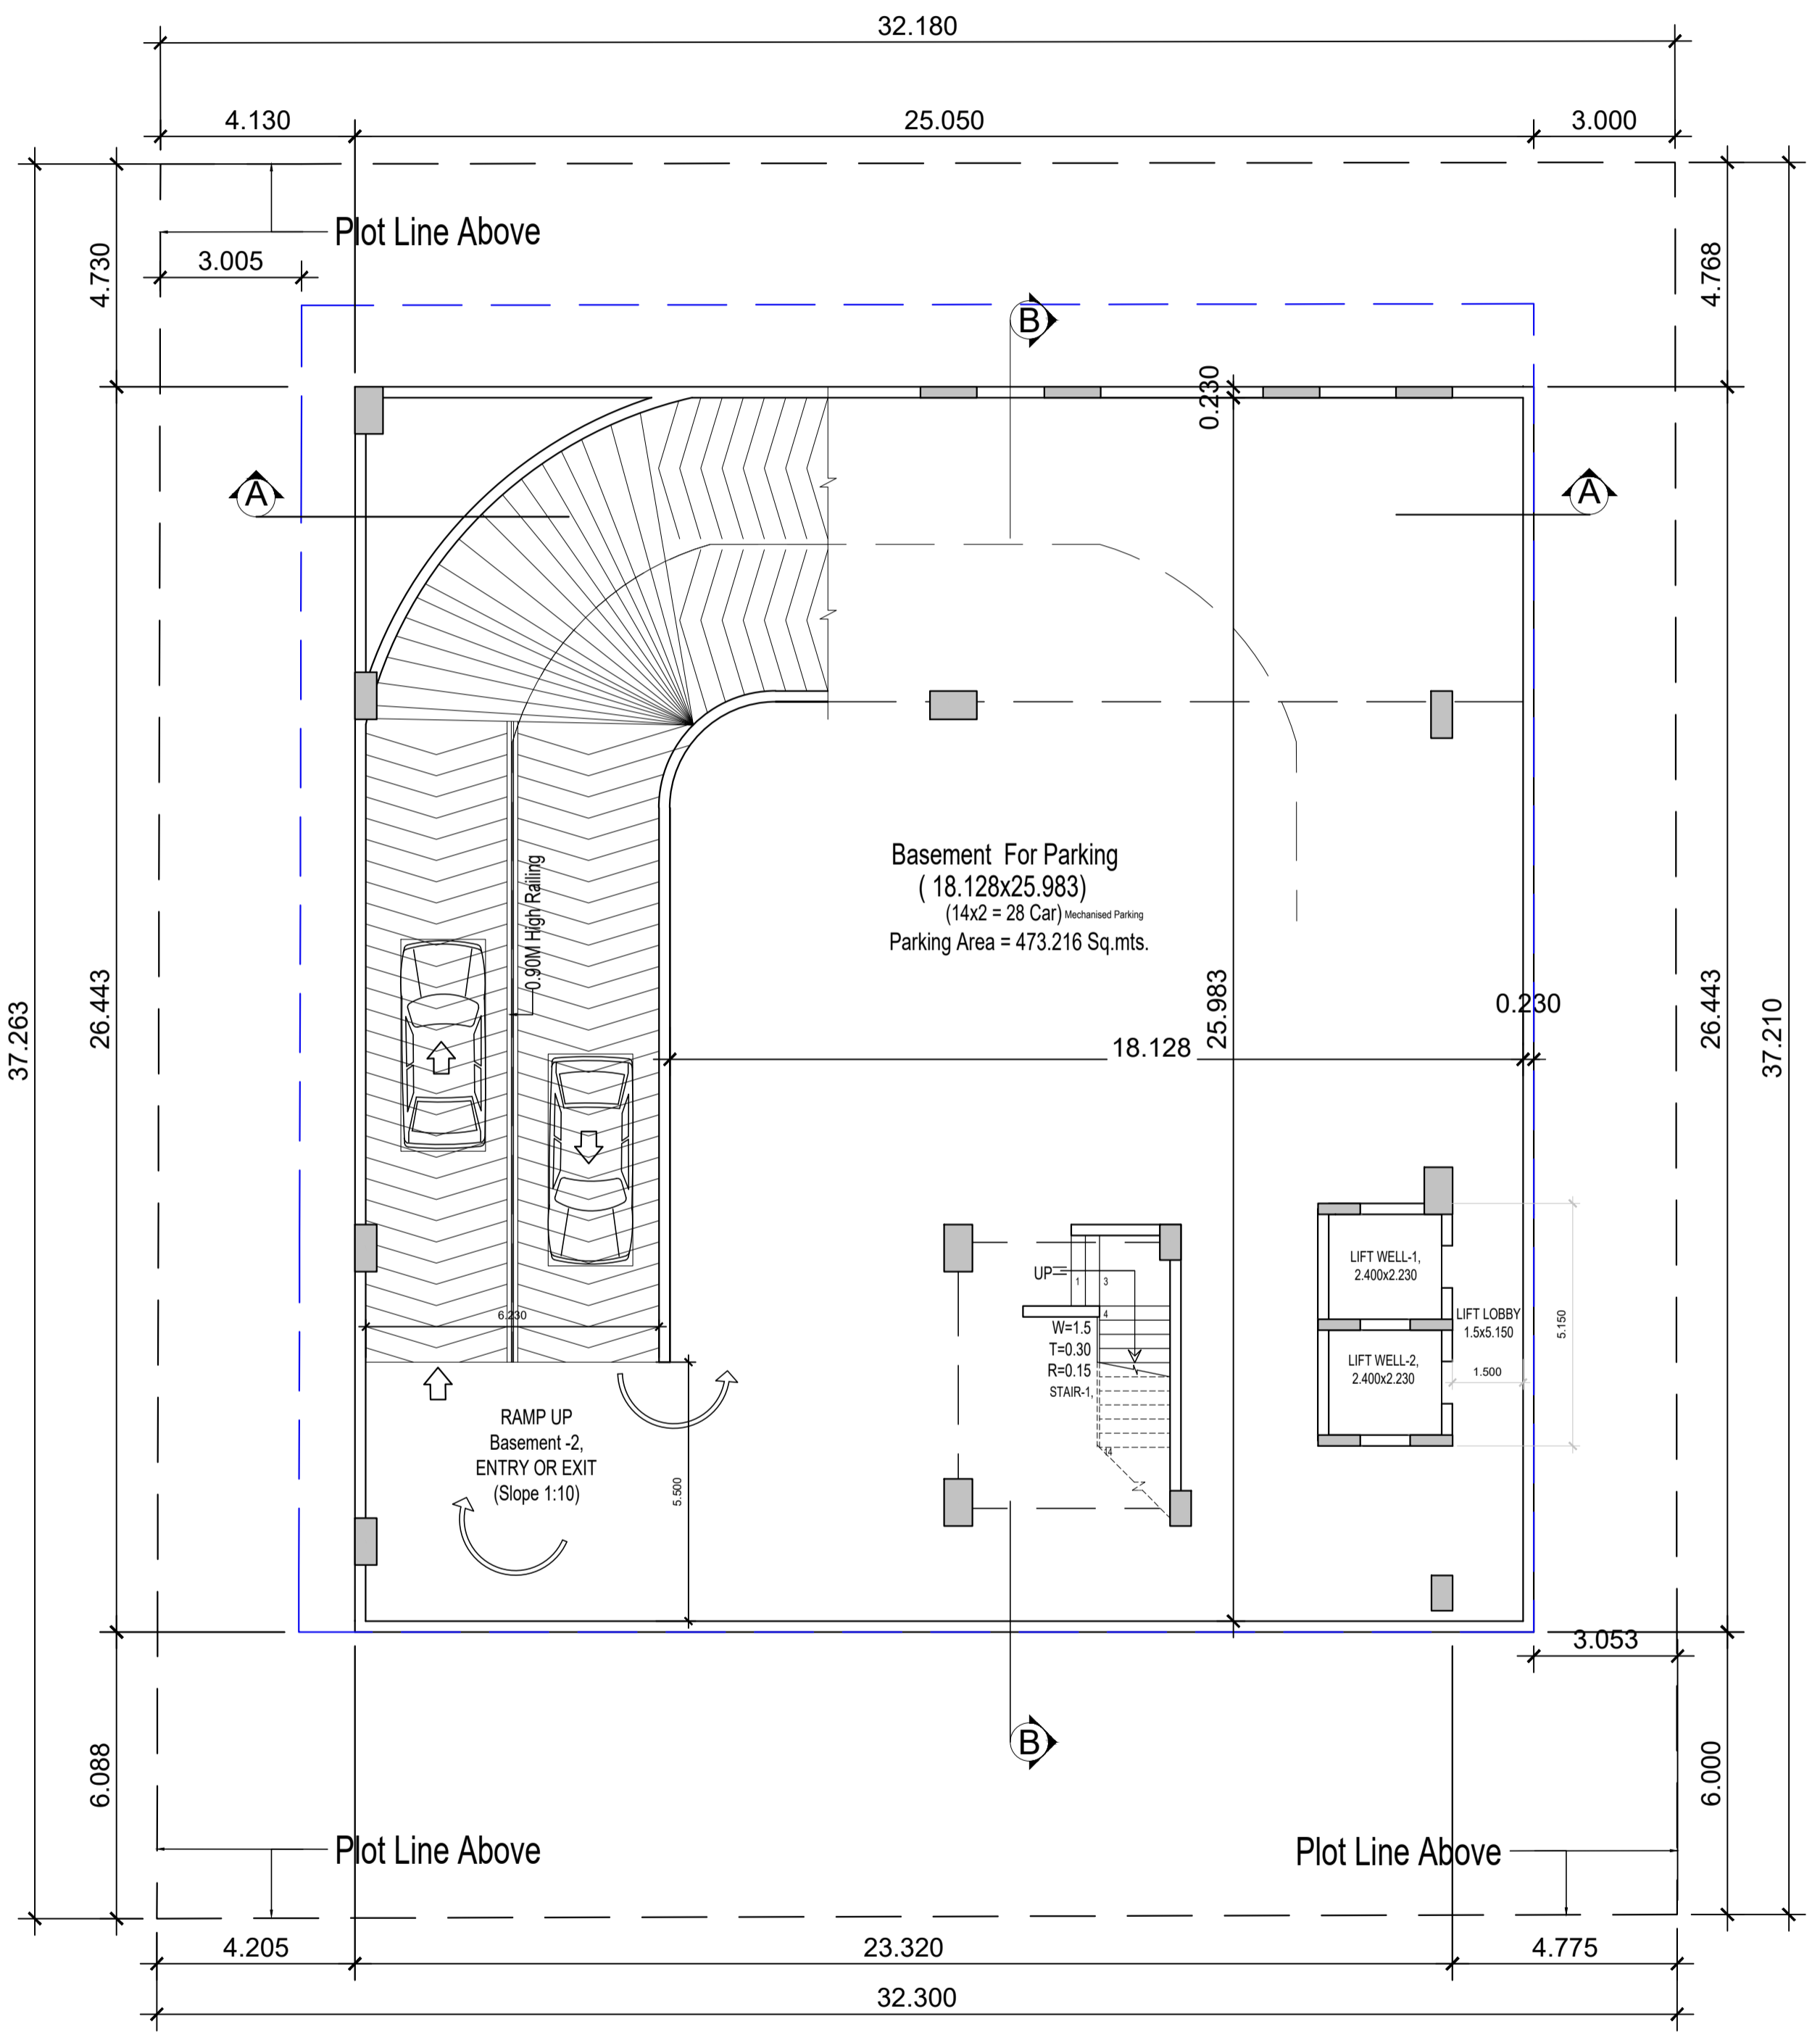 32.180
4.130
25.050
3.000
Plot Line Above
3.005
4.730
4.768
B
0.230
A
A
Basement For Parking
( 18.128x25.983)
(14x2 = 28 Car) Mechanised Parking
Parking Area = 473.216 Sq.mts.
0.90M High Railing
37.263
26.443
25.983
0.230
26.443
37.210
18.128
LIFT WELL-1,
2.400x2.230
UP
1
3
4
LIFT LOBBY
1.5x5.150
5.150
6.230
W=1.5
T=0.30
R=0.15
STAIR-1,
LIFT WELL-2,
2.400x2.230
1.500
RAMP UP
Basement -2,
ENTRY OR EXIT
(Slope 1:10)
14
5.500
3.053
B
6.088
6.000
Plot Line Above
Plot Line Above
4.205
23.320
4.775
32.300